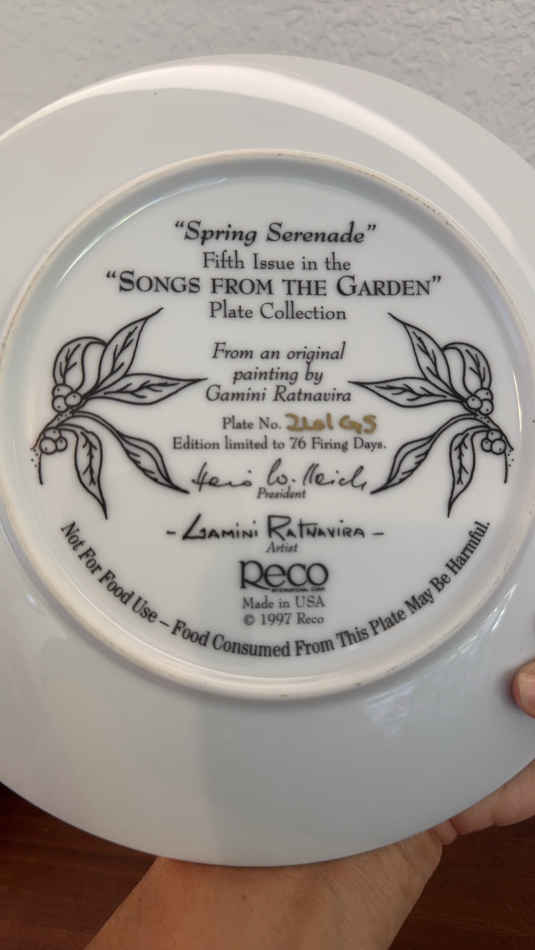 “Spring Serenade”
Fifth Issue in the
“SONGS FROM THE GARDEN”
Plate Collection
From an original
painting by
Gamini Ratnavira
Plate No.
Edition limited to 76 Firing Days.
President
- GAMINI RATNAVIRA -
Artist
Reco
INTERNATIONAL CORP.
Made in USA
© 1997 Reco
Not For Food Use – Food Consumed From This Plate May Be Harmful.